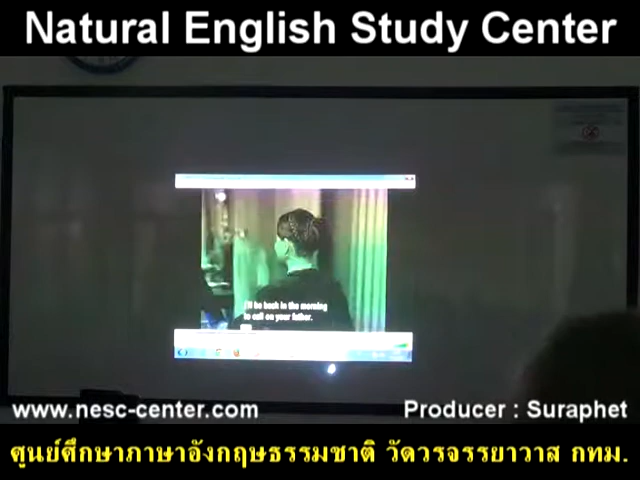 Natural English Study Center
I'll be back in the morning
to call on your father.
www.nesc-center.com
Producer : Suraphet
ศูนย์ศึกษาภาษาอังกฤษธรรมชาติ วัดวรจรรยาวาส กทม.